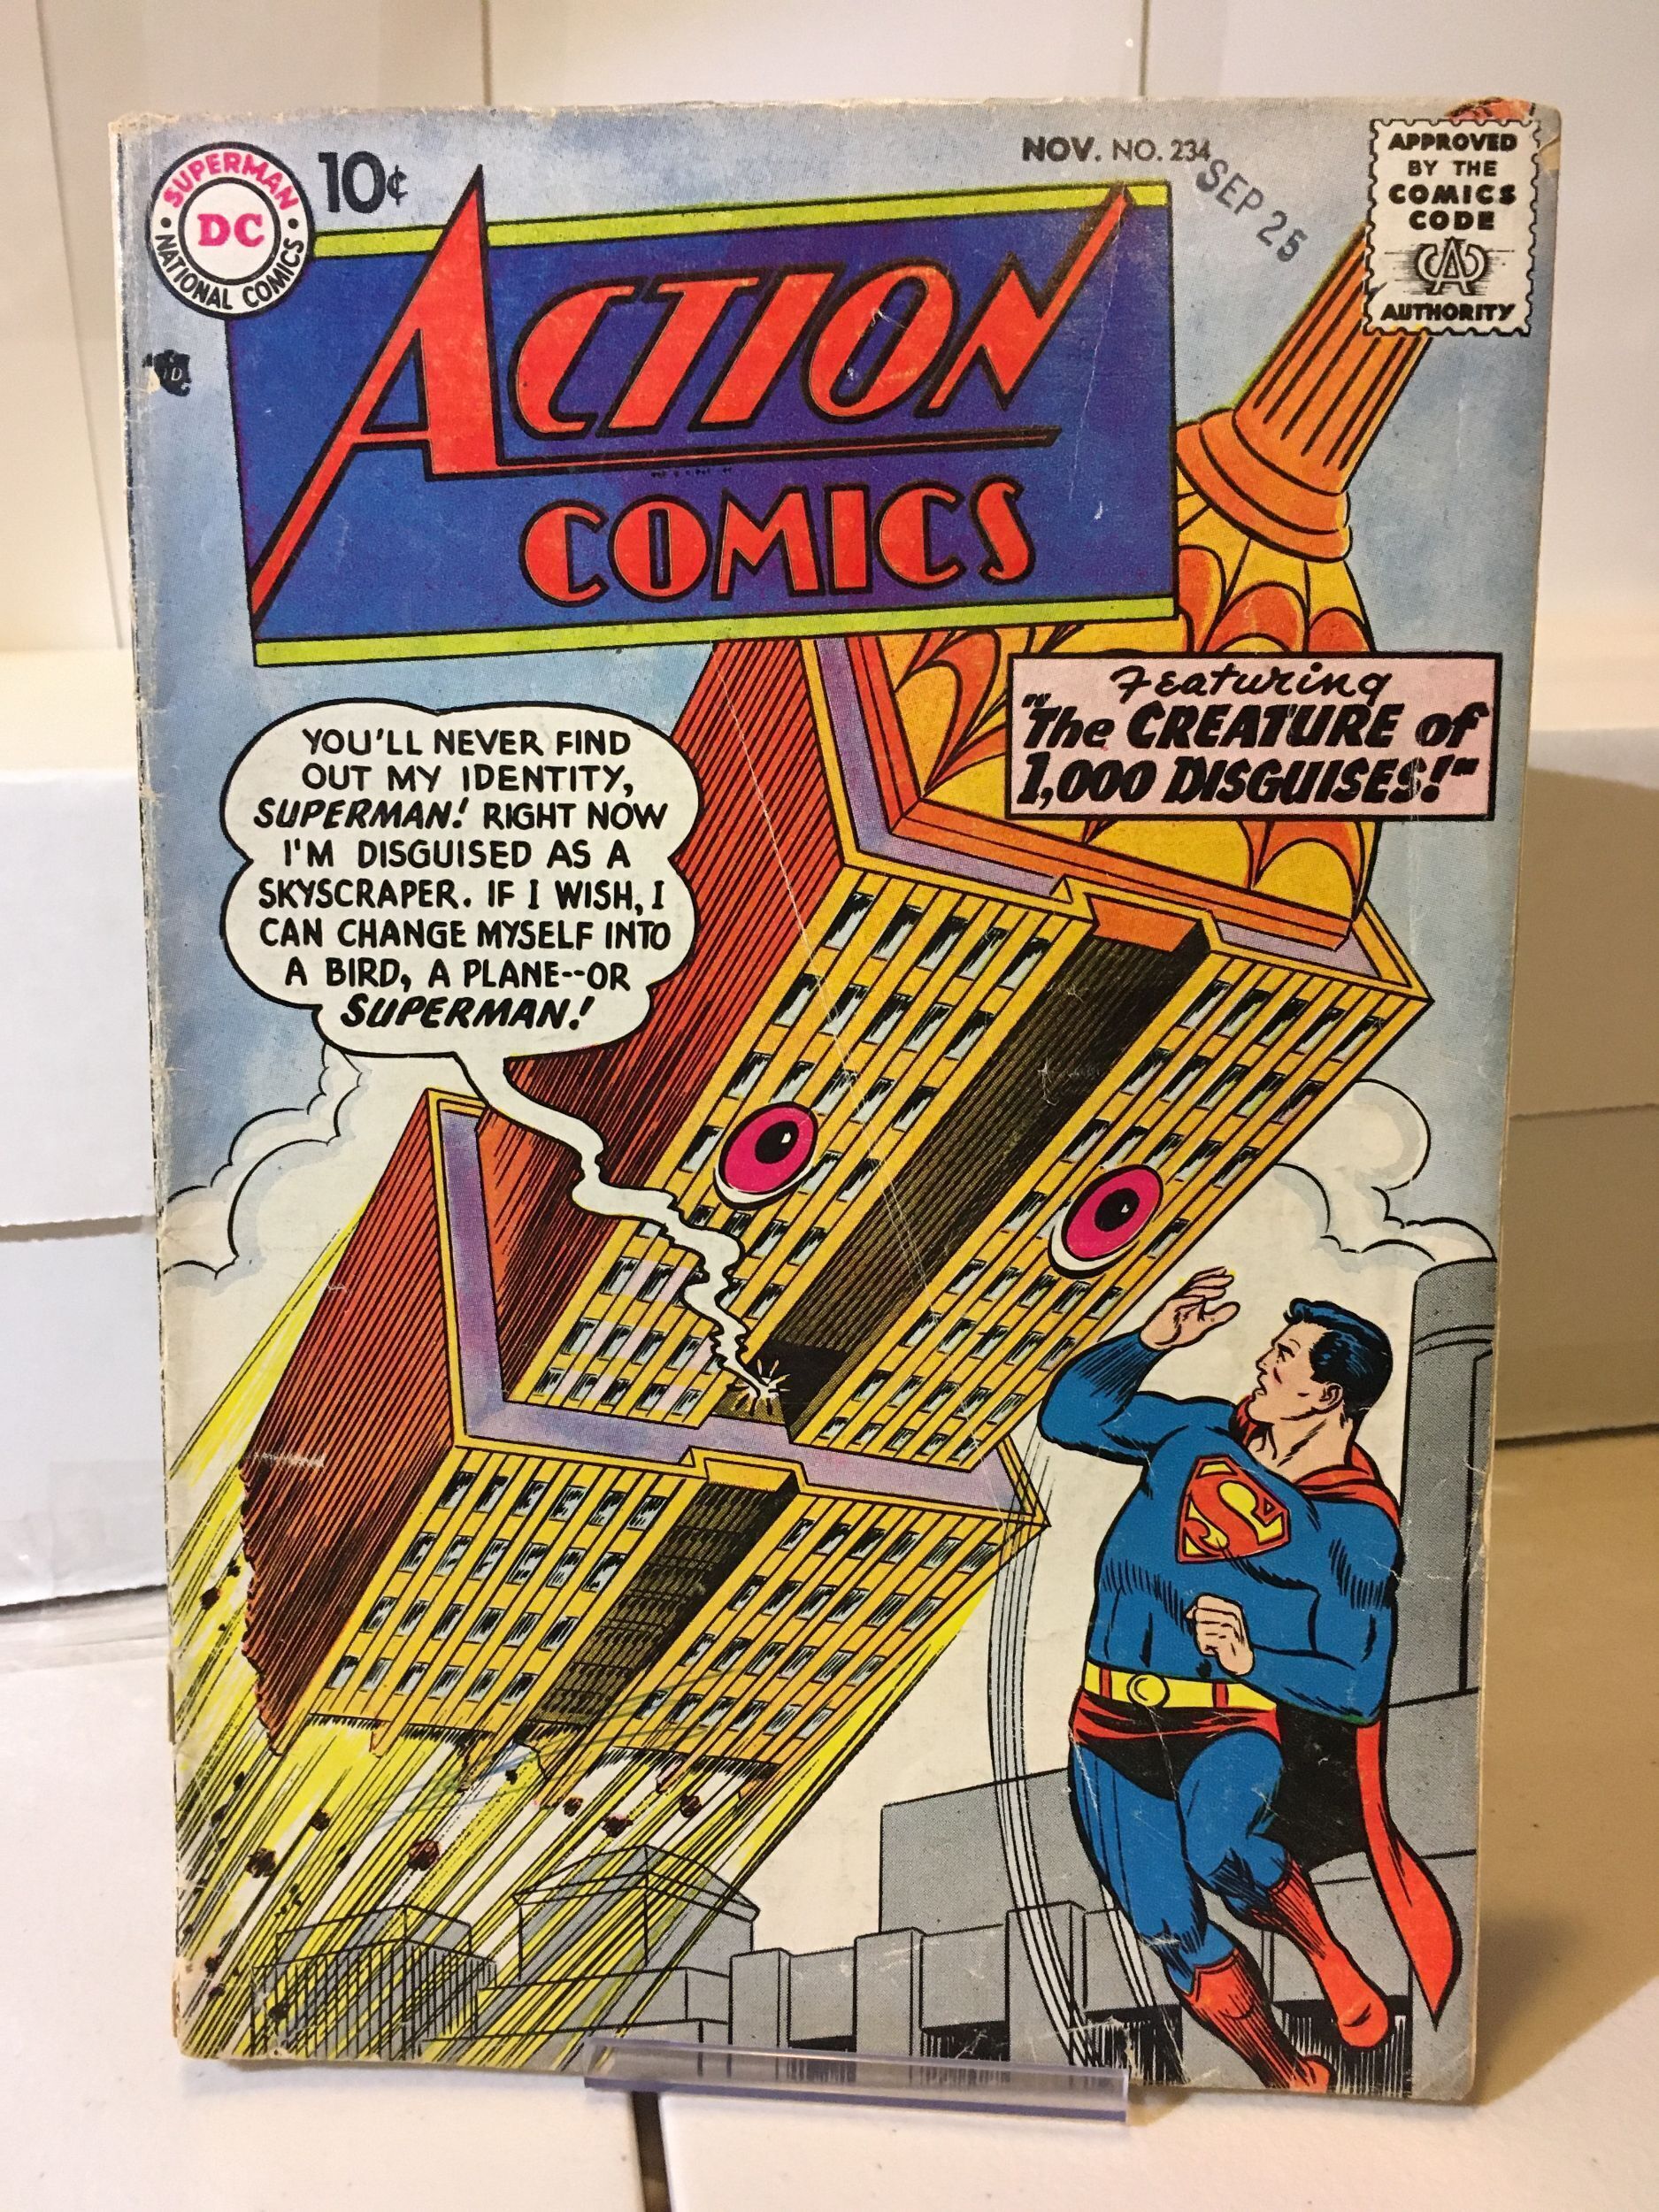 SUPERMAN
DC
NATIONAL COMICS
10¢
NOV. NO. 234
SEP 25
APPROVED
BY THE
COMICS
CODE
CA
AUTHORITY
ACTION
COMICS
Featuring
"The CREATURE of
1,000 DISGUISES!"
YOU'LL NEVER FIND
OUT MY IDENTITY,
SUPERMAN! RIGHT NOW
I'M DISGUISED AS A
SKYSCRAPER. IF I WISH, I
CAN CHANGE MYSELF INTO
A BIRD, A PLANE--OR
SUPERMAN!
S